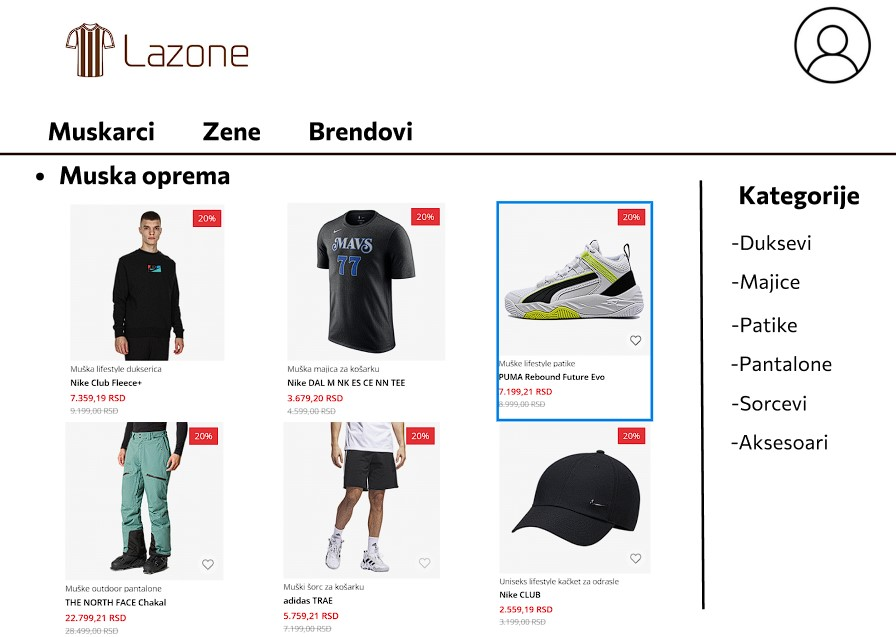 Lazone
Muskarci Zene Brendovi
• Muska oprema
20%
Muška lifestyle dukserica
Nike Club Fleece+
7.359,19 RSD
9.199,00 RSD
20%
MAVS
77
Muška majica za košarku
Nike DAL M NK ES CE NN TEE
3.679,20 RSD
4.599,00 RSD
20%
Muške lifestyle patike
PUMA Rebound Future Evo
7.199,21 RSD
8.999,00 RSD
20%
Muške outdoor pantalone
THE NORTH FACE Chakal
22.799,21 RSD
28.499,00 RSD
20%
Muški šorc za košarku
adidas TRAE
5.759,21 RSD
7.199,00 RSD
20%
Uniseks lifestyle kačket za odrasle
Nike CLUB
2.559,19 RSD
3.199,00 RSD
Kategorije
-Duksevi
-Majice
-Patike
-Pantalone
-Sorcevi
-Aksesoari